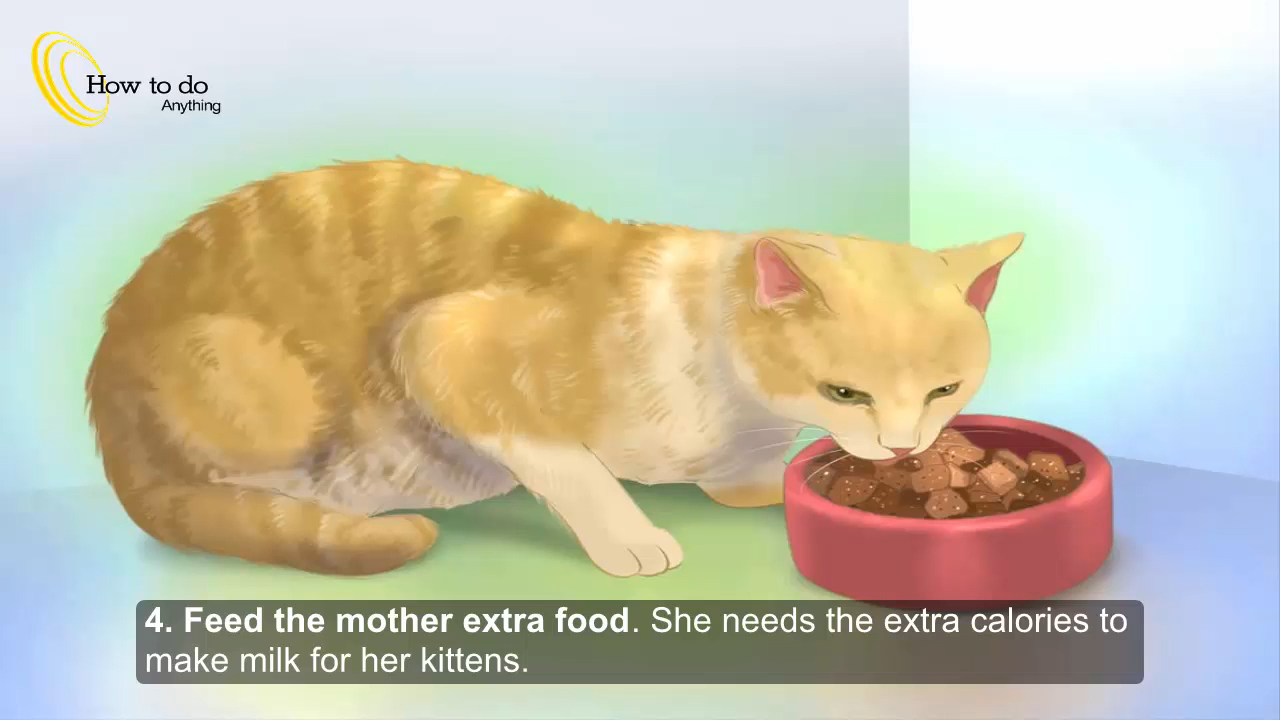 How to do
Anything
4. Feed the mother extra food. She needs the extra calories to
make milk for her kittens.